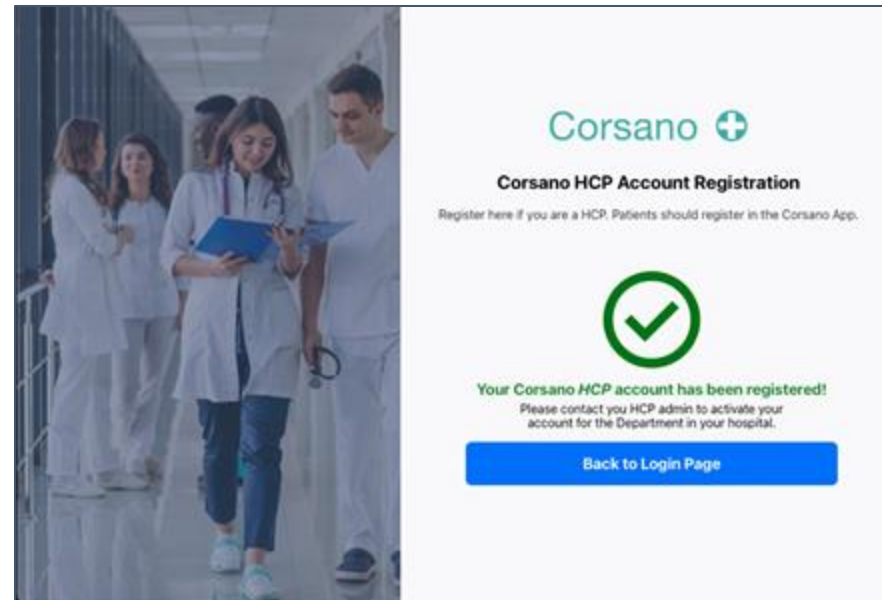 Corsano
Corsano HCP Account Registration
Register here if you are a HCP. Patients should register in the Corsano App.
Your Corsano HCP account has been registered!
Please contact you HCP admin to activate your
account for the Department in your hospital.
Back to Login Page